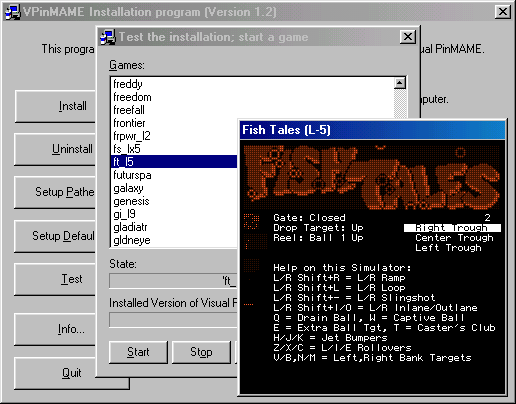 VPinMAME Installation program (Version 1.2)
This progra
ual PinMAME.
puter.
Install
Uninstall
Setup Pathe
Setup Defaul
Test
Info...
Quit
Test the installation; start a game
Games:
freddy
freedom
freefall
frontier
frpwr_l2
fs_lx5
ft_l5
futurspa
galaxy
genesis
gi_l9
gladiatr
gldneye
State:
'ft_
Installed Version of Visual F
Start
Stop
Fish Tales (L-5)
FISH TALES
Gate: Closed
2
Drop Target: Up
Right Trough
Reel: Ball 1 Up
Center Trough
Left Trough
Help on this Simulator:
L/R Shift+R = L/R Ramp
L/R Shift+L = L/R Loop
L/R Shift+- = L/R Slingshot
L/R Shift+I/O = L/R Inlane/Outlane
Q = Drain Ball, W = Captive Ball
E = Extra Ball Tgt, T = Caster's Club
H/J/K = Jet Bumpers
Z/X/C = L/I/E Rollovers
V/B,N/M = Left,Right Bank Targets